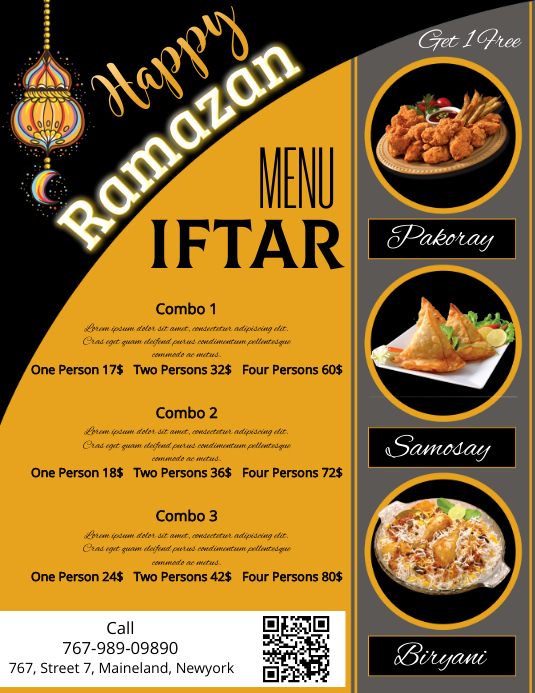 Happy
Ramazan
MENU
IFTAR
Combo 1
Lorem ipsum dolor sit amet, consectetur adipiscing elit.
Cras eget quam eleifend purus condimentum pellentesque
commodo ac metus.
One Person 17$ Two Persons 32$ Four Persons 60$
Combo 2
Lorem ipsum dolor sit amet, consectetur adipiscing elit.
Cras eget quam eleifend purus condimentum pellentesque
commodo ac metus.
One Person 18$ Two Persons 36$ Four Persons 72$
Combo 3
Lorem ipsum dolor sit amet, consectetur adipiscing elit.
Cras eget quam eleifend purus condimentum pellentesque
commodo ac metus.
One Person 24$ Two Persons 42$ Four Persons 80$
Call
767-989-09890
767, Street 7, Maineland, Newyork
Get 1 Free
Pakoray
Samosay
Biryani